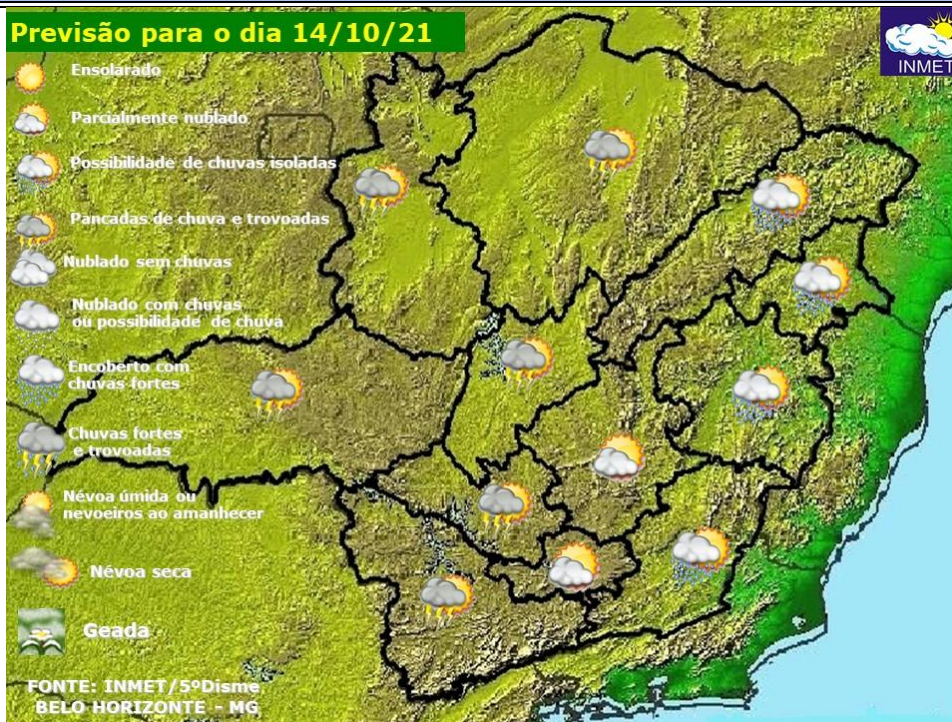 Previsão para o dia 14/10/21
INMET
Ensolarado
Parcialmente nublado
Possibilidade de chuvas isoladas
Pancadas de chuva e trovoadas
Nublado sem chuvas
Nublado com chuvas
ou possibilidade de chuva
Encoberto com
chuvas fortes
Chuvas fortes
e trovoadas
Névoa úmida ou
nevoeiros ao amanhecer
Névoa seca
Geada
FONTE: INMET/5ºDisme
BELO HORIZONTE - MG